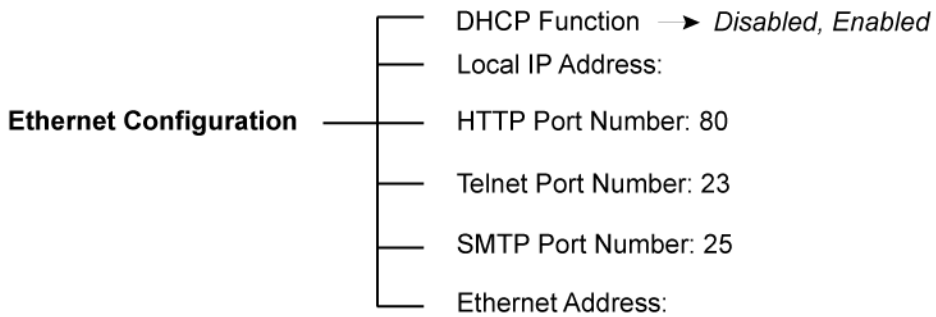 DHCP Function → Disabled, Enabled
Local IP Address:
Ethernet Configuration
HTTP Port Number: 80
Telnet Port Number: 23
SMTP Port Number: 25
Ethernet Address: